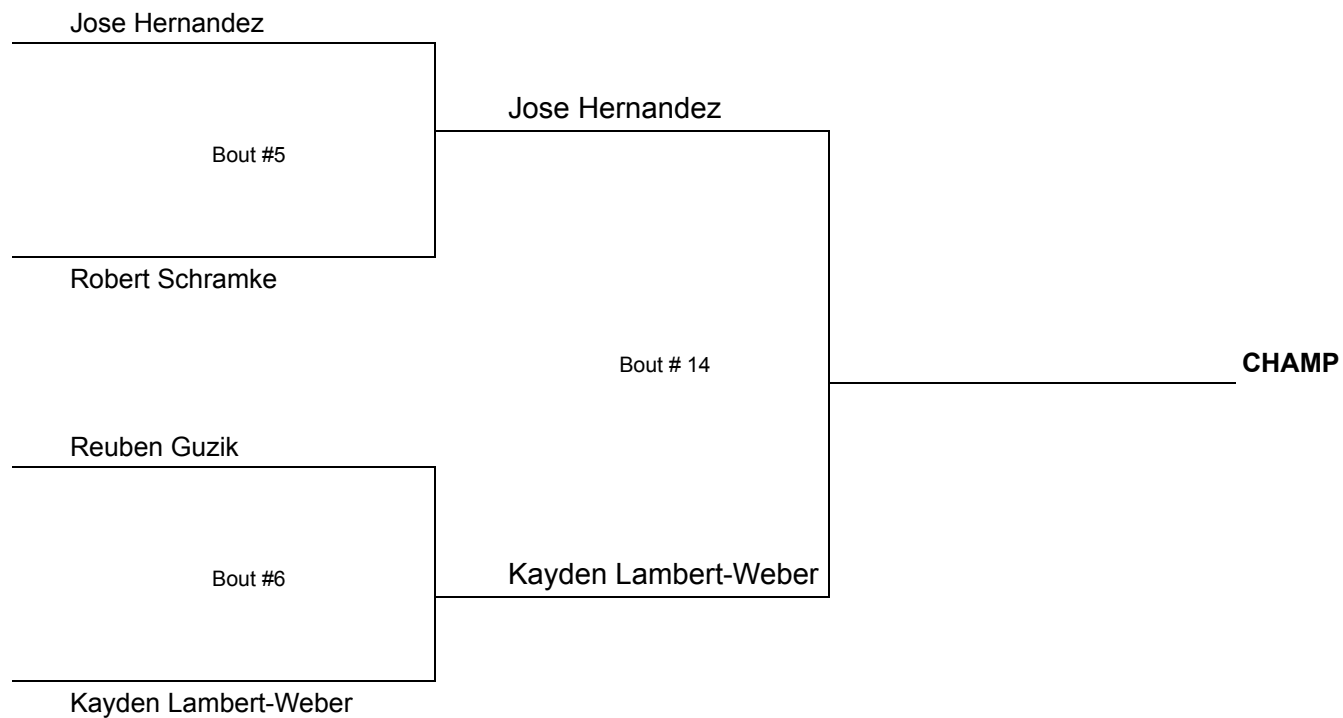 Jose Hernandez
Jose Hernandez
Bout #5
Robert Schramke
Bout # 14
CHAMP
Reuben Guzik
Kayden Lambert-Weber
Bout #6
Kayden Lambert-Weber